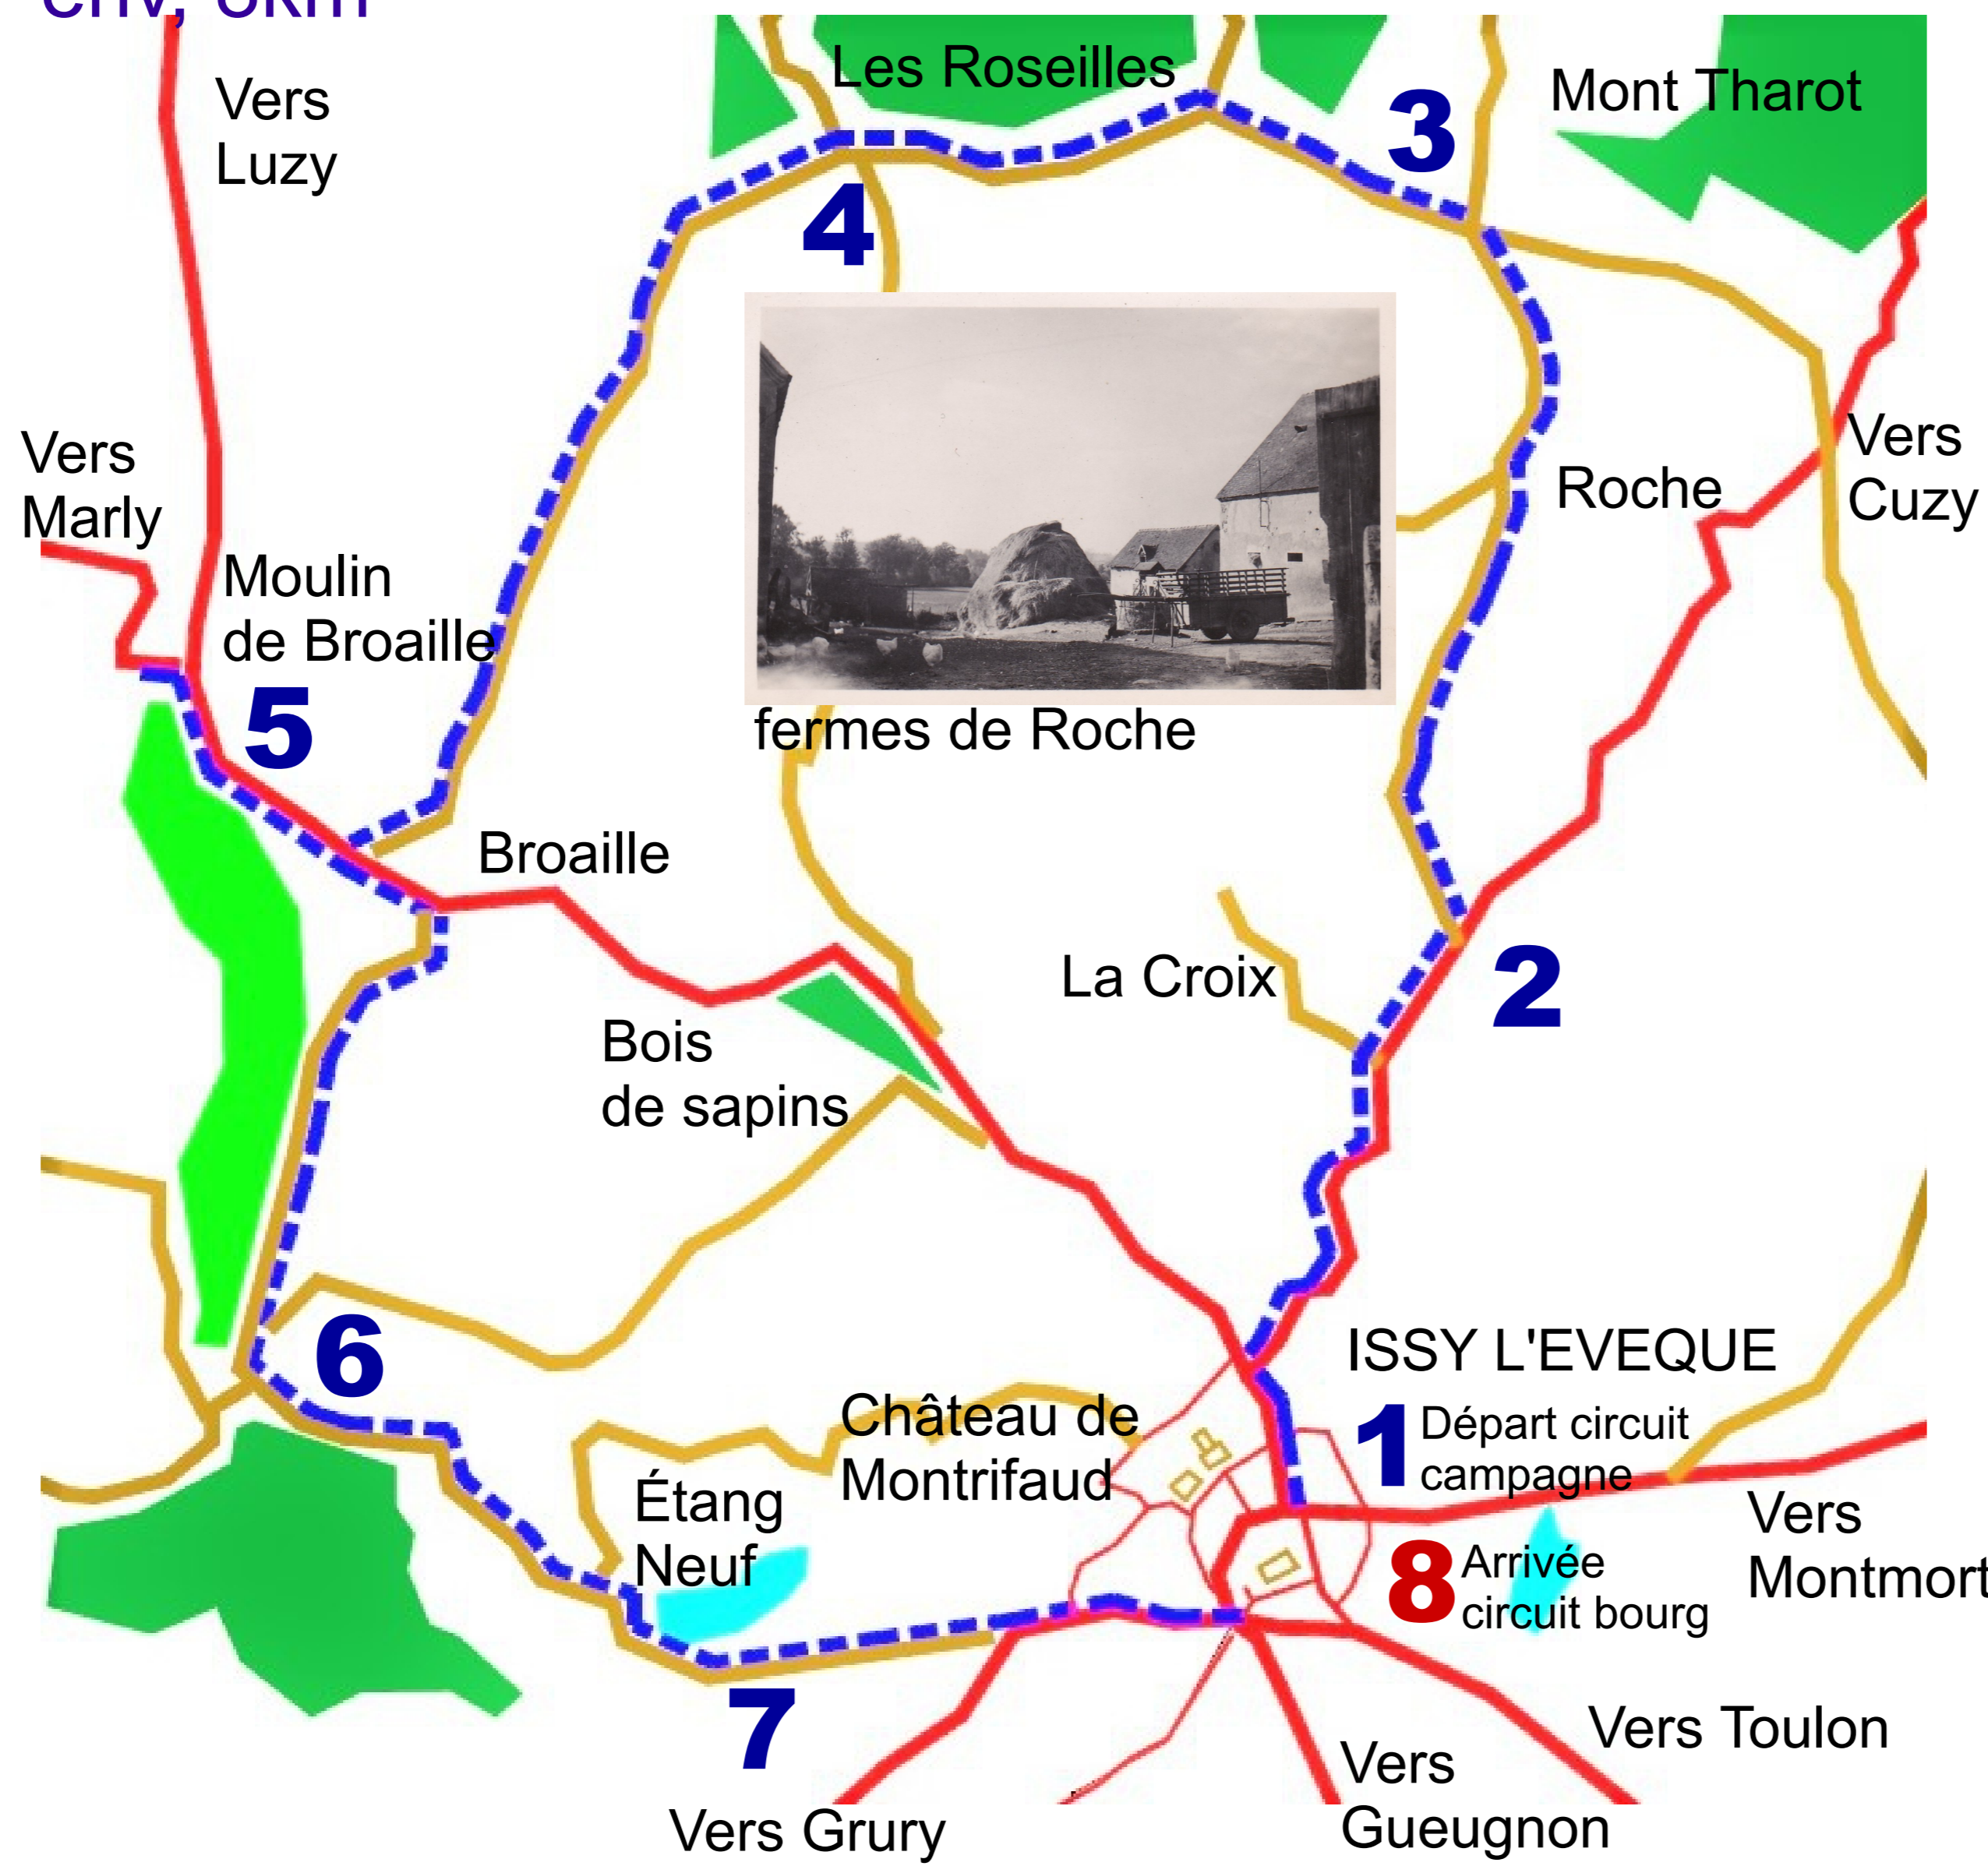 Les Roseilles
Mont Tharot
Vers
Luzy
3
4
Vers
Marly
Vers
Cuzy
Roche
Moulin
de Broaille
5
fermes de Roche
Broaille
La Croix
2
Bois
de sapins
6
ISSY L'EVEQUE
1
Départ circuit
campagne
Château de
Montrifaud
Étang
Neuf
8
Arrivée
circuit bourg
Vers
Montmort
7
Vers Toulon
Vers
Gueugnon
Vers Grury